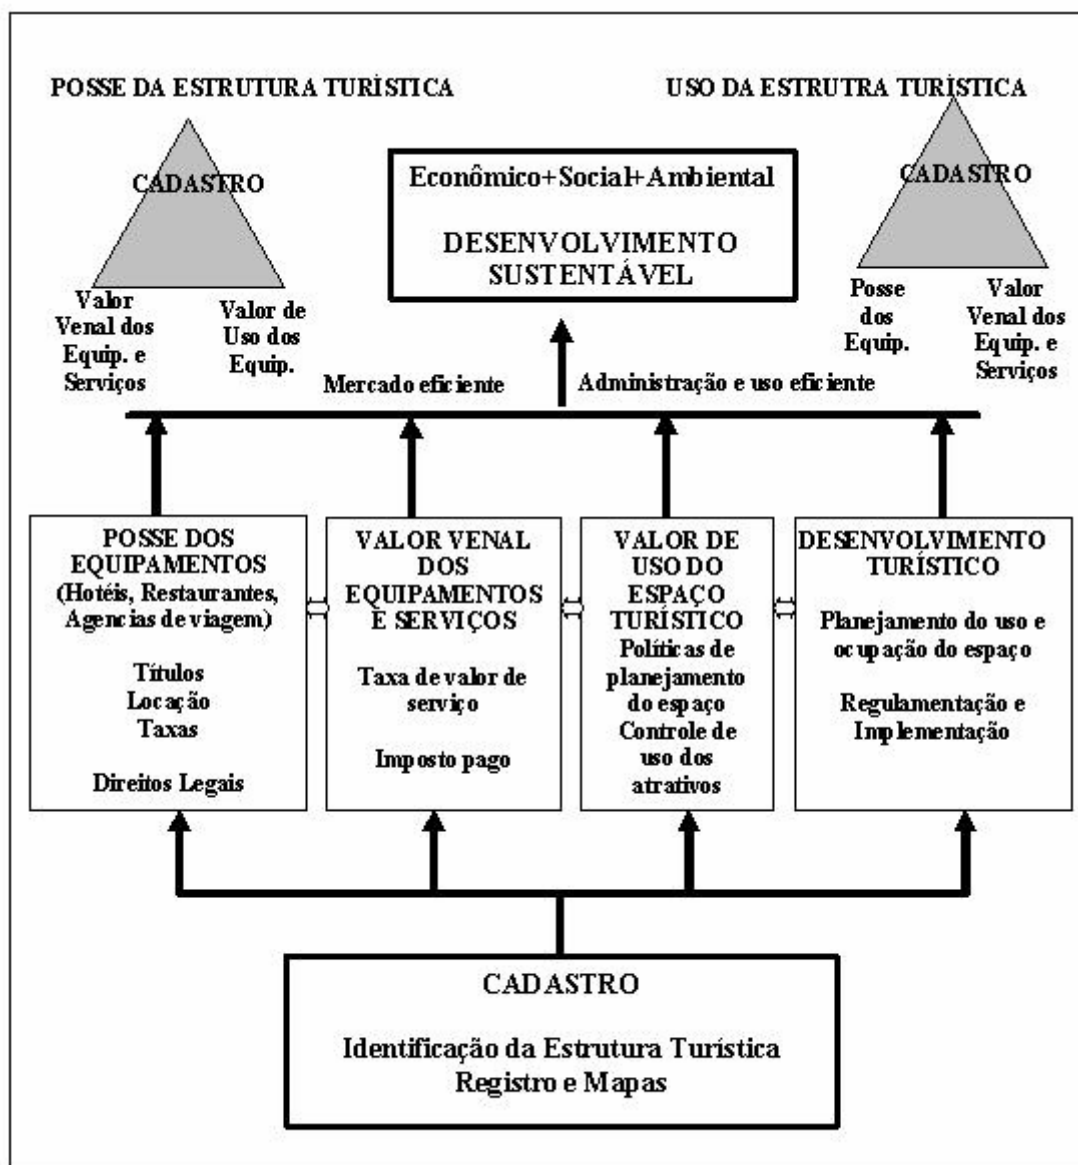 POSSE DA ESTRUTURA TURÍSTICA
CADASTRO
Valor
Venal dos
Equip. e
Serviços
Valor de
Uso dos
Equip.
Econômico+Social+Ambiental
DESENVOLVIMENTO
SUSTENTÁVEL
USO DA ESTRUTRA TURÍSTICA
CADASTRO
Posse
dos
Equip.
Valor
Venal dos
Equip. e
Serviços
Mercado eficiente
Administração e uso eficiente
POSSE DOS
EQUIPAMENTOS
(Hotéis, Restaurantes,
Agencias de viagem)
Títulos
Locação
Taxas
Direitos Legais
VALOR VENAL
DOS
EQUIPAMENTOS
E SERVIÇOS
Taxa de valor de
serviço
Imposto pago
VALOR DE
USO DO
ESPAÇO
TURÍSTICO
Políticas de
planejamento
do espaço
Controle de
uso dos
atrativos
DESENVOLVIMENTO
TURÍSTICO
Planejamento do uso e
ocupação do espaço
Regulamentação e
Implementação
CADASTRO
Identificação da Estrutura Turística
Registro e Mapas